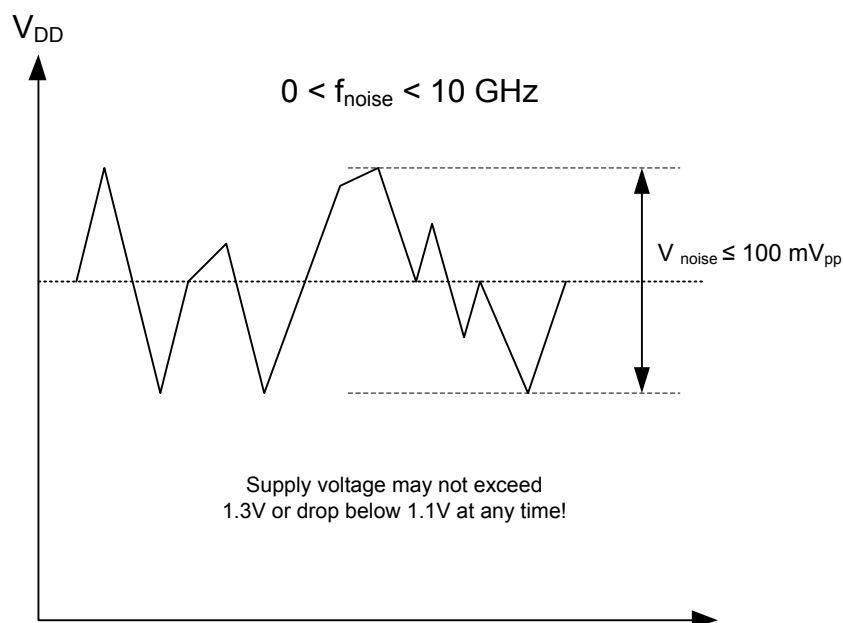 V_DD
0 < f_noise < 10 GHz
V_noise ≤ 100 mV_pp
Supply voltage may not exceed
1.3V or drop below 1.1V at any time!